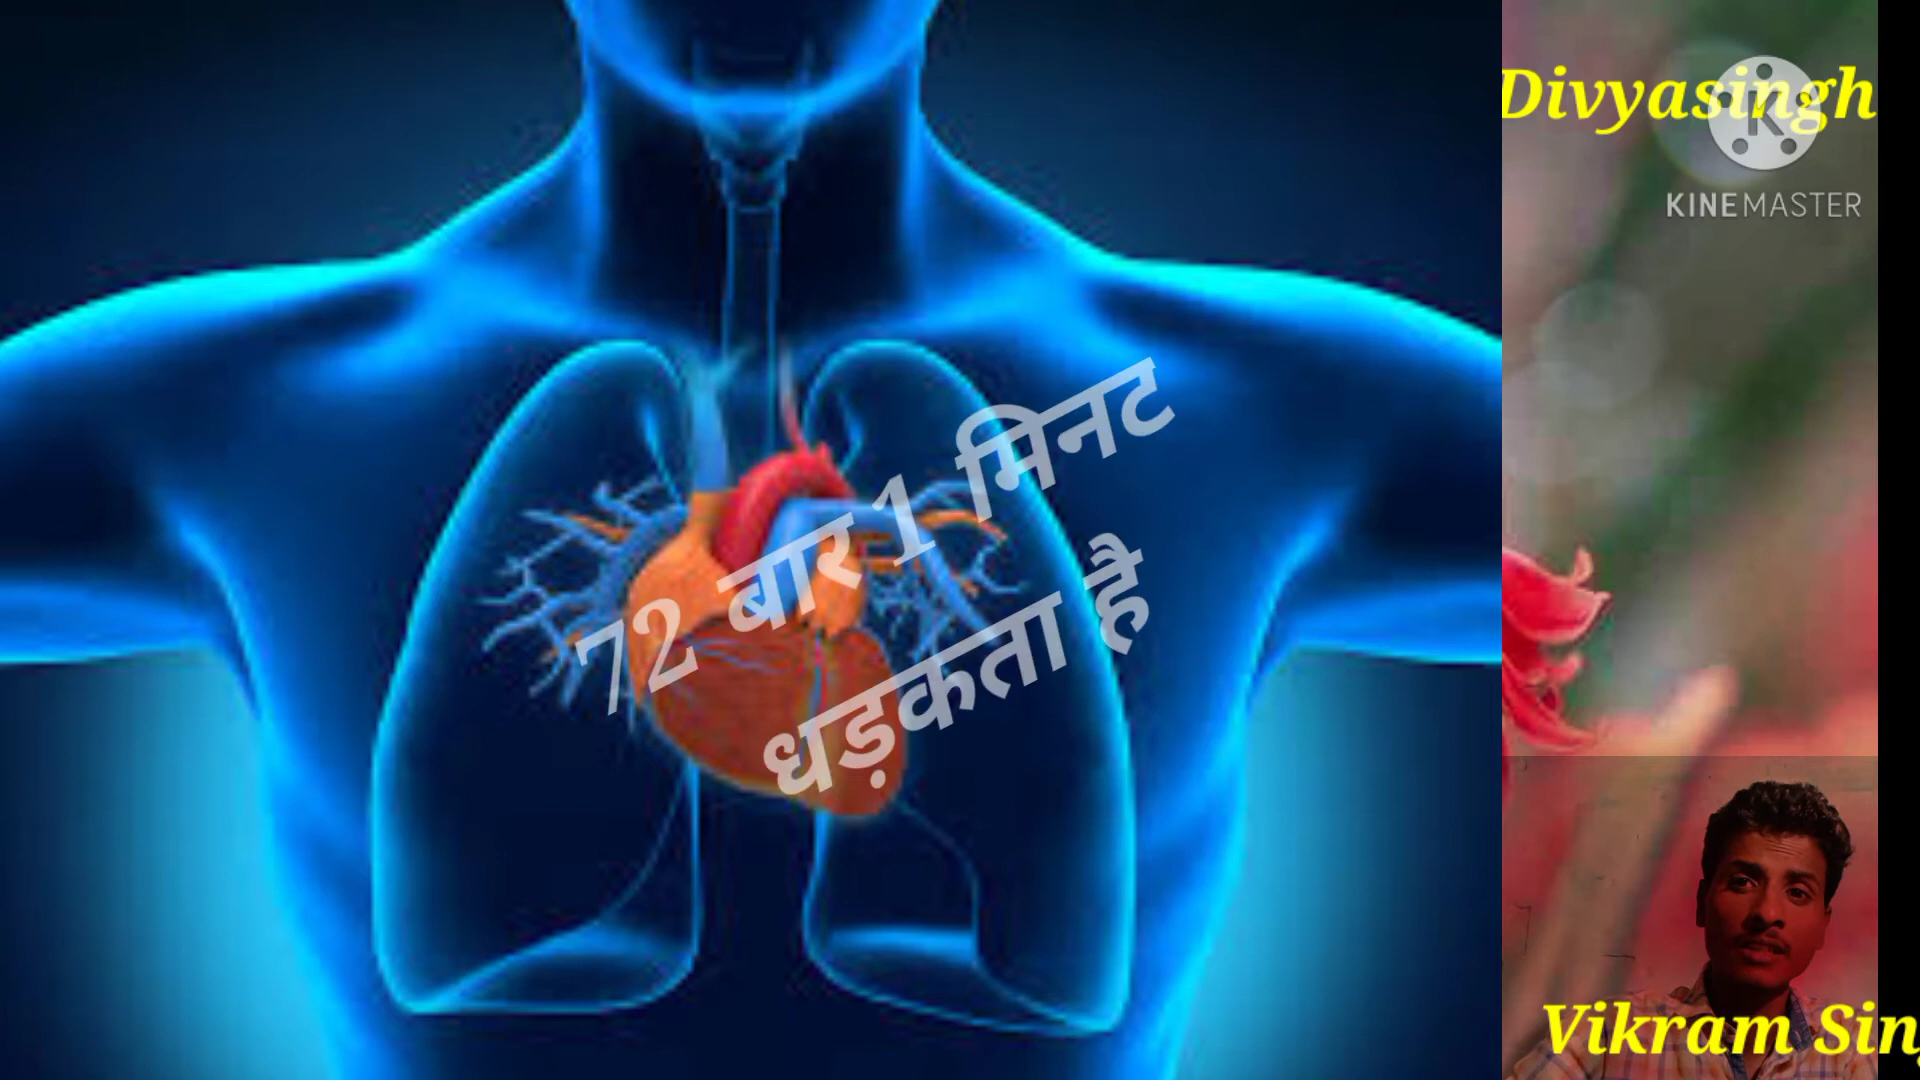 Divyasingh
K
KINEMASTER
72 बार 1 मिनट
धड़कता है
Vikram Sin